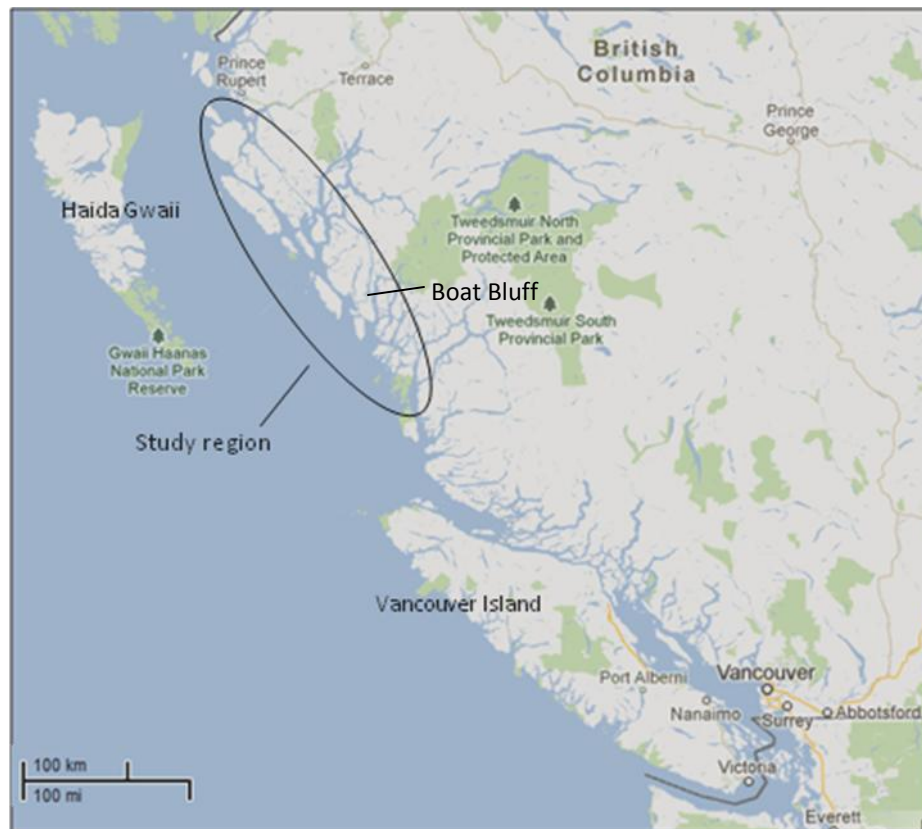 British
Columbia
Prince
Rupert
Terrace
Prince
George
Haida Gwaii
Tweedsmuir North
Provincial Park and
Protected Area
Boat Bluff
Tweedsmuir South
Provincial Park
Gwaii Haanas
National Park
Reserve
Study region
Vancouver Island
Port Alberni
Vancouver
Nanaimo
Surrey
Abbotsford
Victoria
Everett
100 km
100 mi